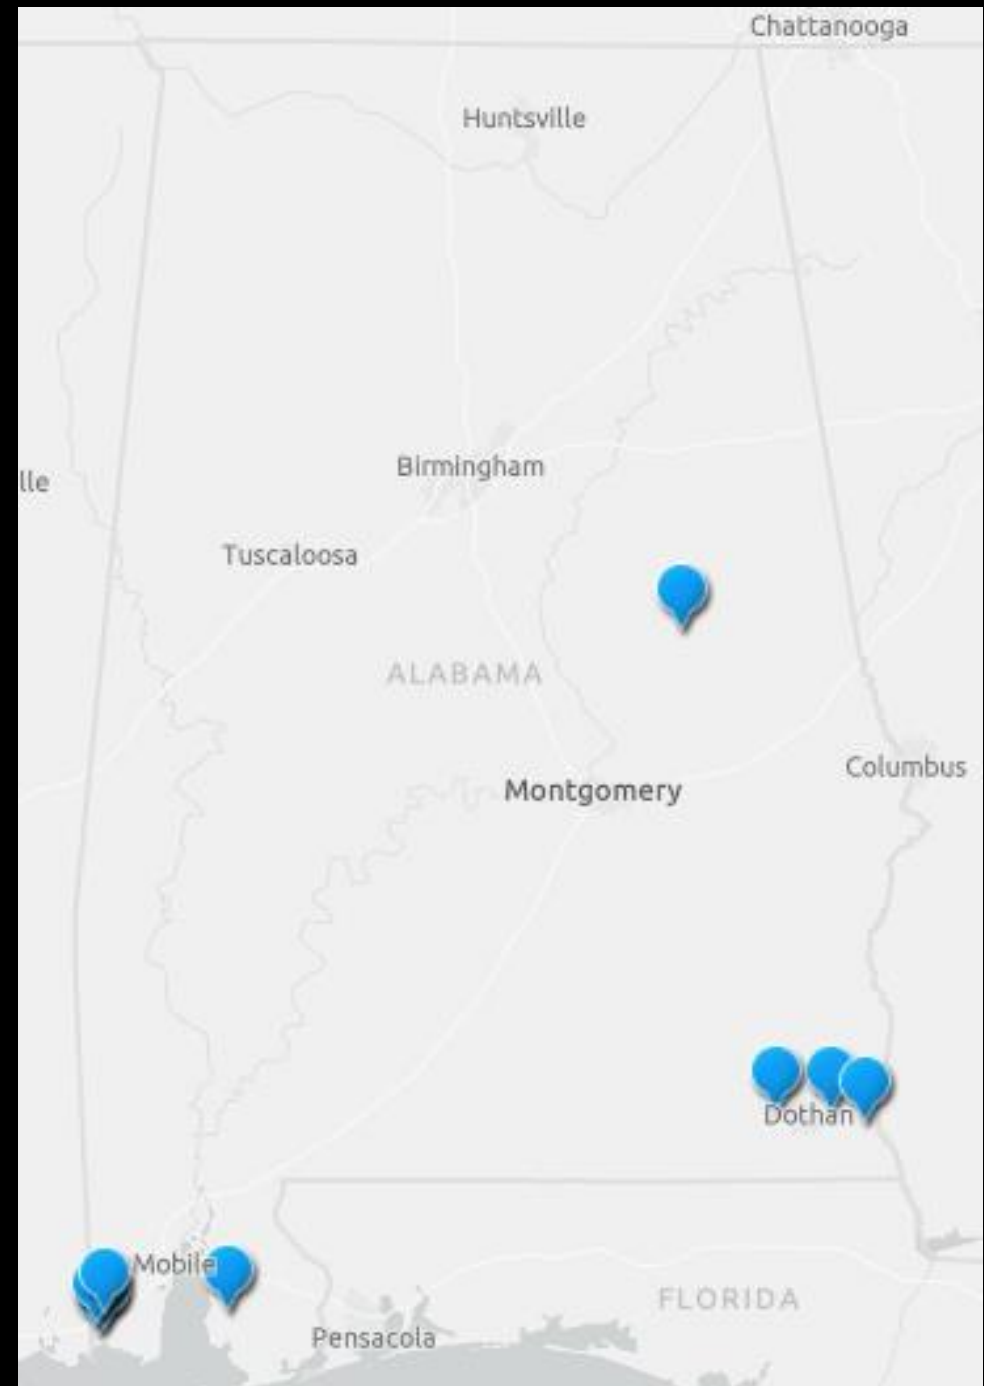 Chattanooga
Huntsville
Birmingham
lle
Tuscaloosa
ALABAMA
Columbus
Montgomery
Dothan
Mobile
FLORIDA
Pensacola